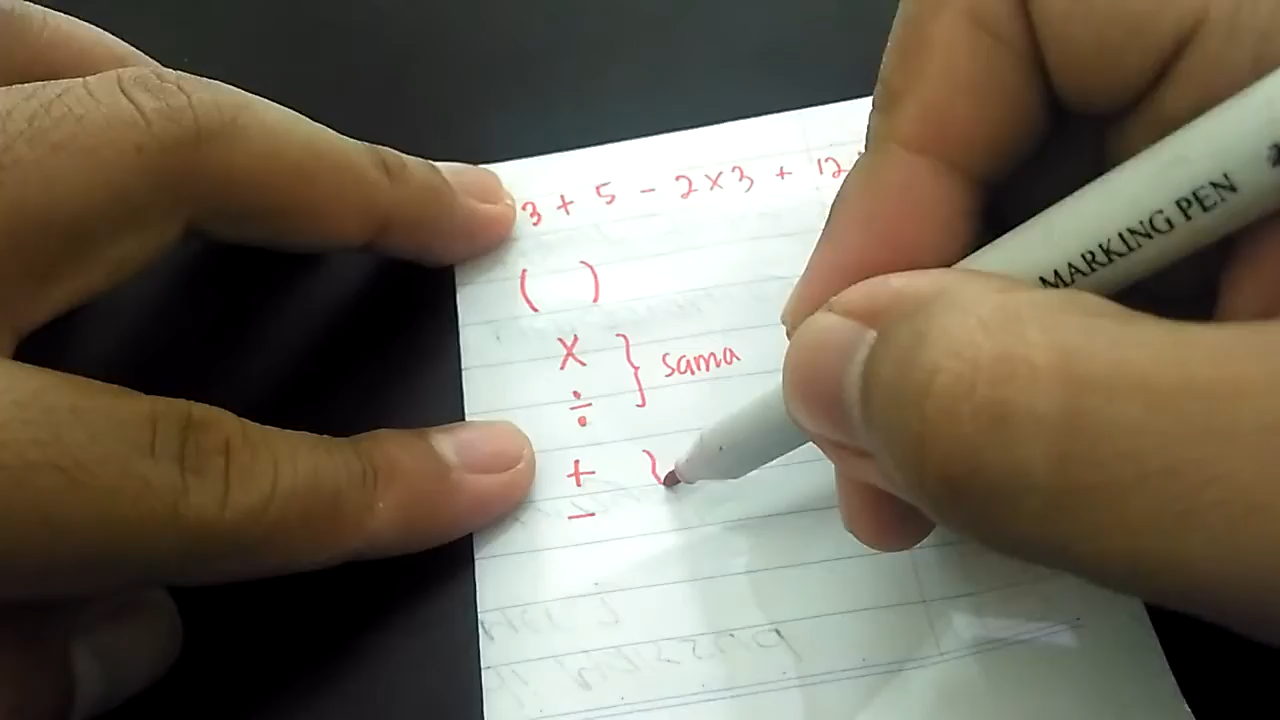 3 + 5 - 2 x 3 + 12
( )
x } sama
÷
+ }
-
MARKING PEN